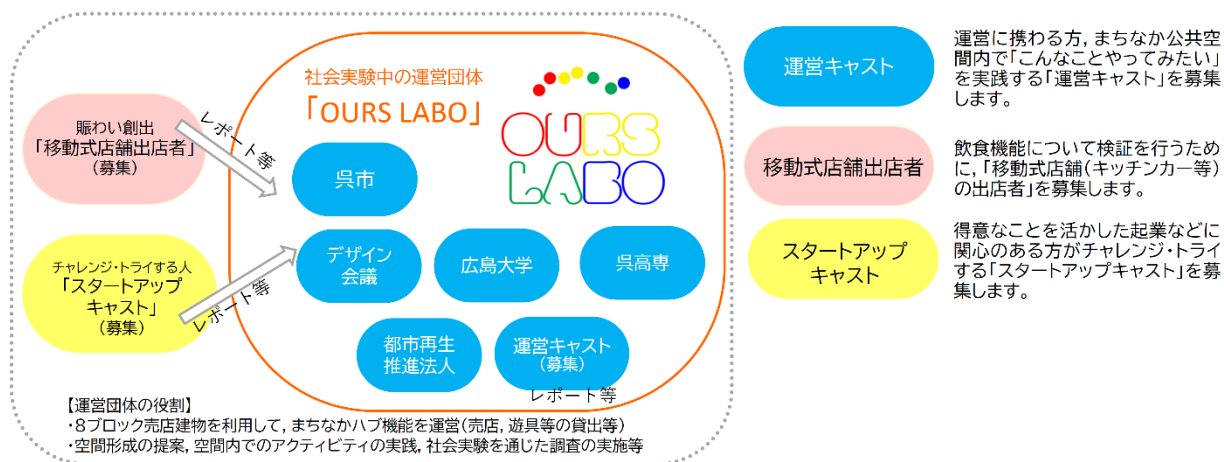 社会実験中の運営団体
「OURS LABO」
OURS
LABO
賑わい創出
「移動式店舗出店者」
(募集)
レポート等
チャレンジ・トライする人
「スタートアップ
キャスト」
(募集)
レポート等
呉市
デザイン
会議
広島大学
呉高専
都市再生
推進法人
運営キャスト
(募集)
レポート等
【運営団体の役割】
・8ブロック売店建物を利用して,まちなかハブ機能を運営(売店,遊具等の貸出等)
・空間形成の提案,空間内でのアクティビティの実践,社会実験を通じた調査の実施等
運営キャスト
運営に携わる方,まちなか公共空
間内で「こんなことやってみたい」
を実践する「運営キャスト」を募集
します。
移動式店舗出店者
飲食機能について検証を行うため
に,「移動式店舗(キッチンカー等)
の出店者」を募集します。
スタートアップ
キャスト
得意なことを活かした起業などに
関心のある方がチャレンジ・トライ
する「スタートアップキャスト」を募
集します。